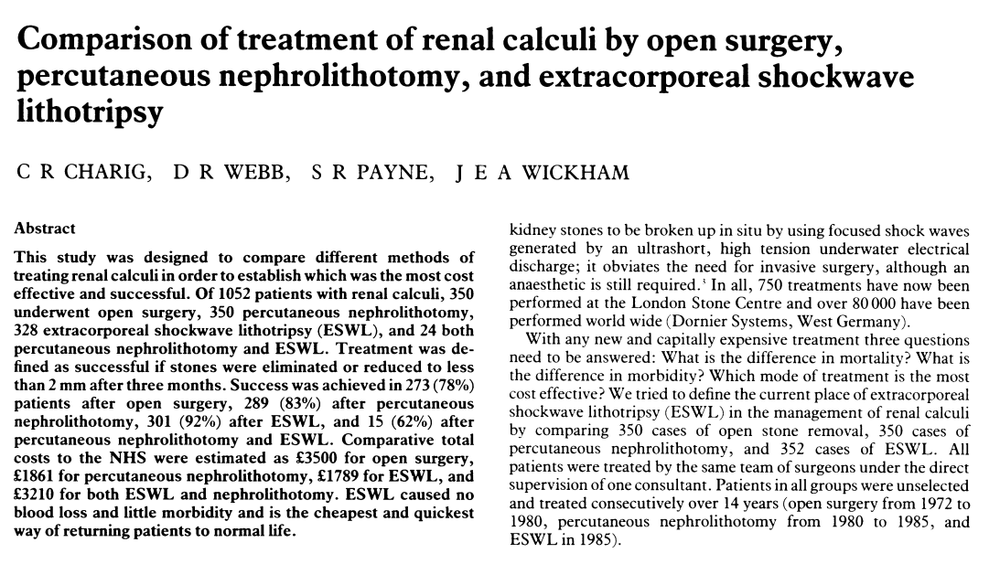 Comparison of treatment of renal calculi by open surgery,
percutaneous nephrolithotomy, and extracorporeal shockwave
lithotripsy
C R CHARIG, D R WEBB, S R PAYNE, J E A WICKHAM
Abstract
This study was designed to compare different methods of
treating renal calculi in order to establish which was the most cost
effective and successful. Of 1052 patients with renal calculi, 350
underwent open surgery, 350 percutaneous nephrolithotomy,
328 extracorporeal shockwave lithotripsy (ESWL), and 24 both
percutaneous nephrolithotomy and ESWL. Treatment was de-
fined as successful if stones were eliminated or reduced to less
than 2 mm after three months. Success was achieved in 273 (78%)
patients after open surgery, 289 (83%) after percutaneous
nephrolithotomy, 301 (92%) after ESWL, and 15 (62%) after
percutaneous nephrolithotomy and ESWL. Comparative total
costs to the NHS were estimated as £3500 for open surgery,
£1861 for percutaneous nephrolithotomy, £1789 for ESWL, and
£3210 for both ESWL and nephrolithotomy. ESWL caused no
blood loss and little morbidity and is the cheapest and quickest
way of returning patients to normal life.
kidney stones to be broken up in situ by using focused shock waves
generated by an ultrashort, high tension underwater electrical
discharge; it obviates the need for invasive surgery, although an
anaesthetic is still required.⁵ In all, 750 treatments have now been
performed at the London Stone Centre and over 80 000 have been
performed world wide (Dornier Systems, West Germany).
With any new and capitally expensive treatment three questions
need to be answered: What is the difference in mortality? What is
the difference in morbidity? Which mode of treatment is the most
cost effective? We tried to define the current place of extracorporeal
shockwave lithotripsy (ESWL) in the management of renal calculi
by comparing 350 cases of open stone removal, 350 cases of
percutaneous nephrolithotomy, and 352 cases of ESWL. All
patients were treated by the same team of surgeons under the direct
supervision of one consultant. Patients in all groups were unselected
and treated consecutively over 14 years (open surgery from 1972 to
1980, percutaneous nephrolithotomy from 1980 to 1985, and
ESWL in 1985).